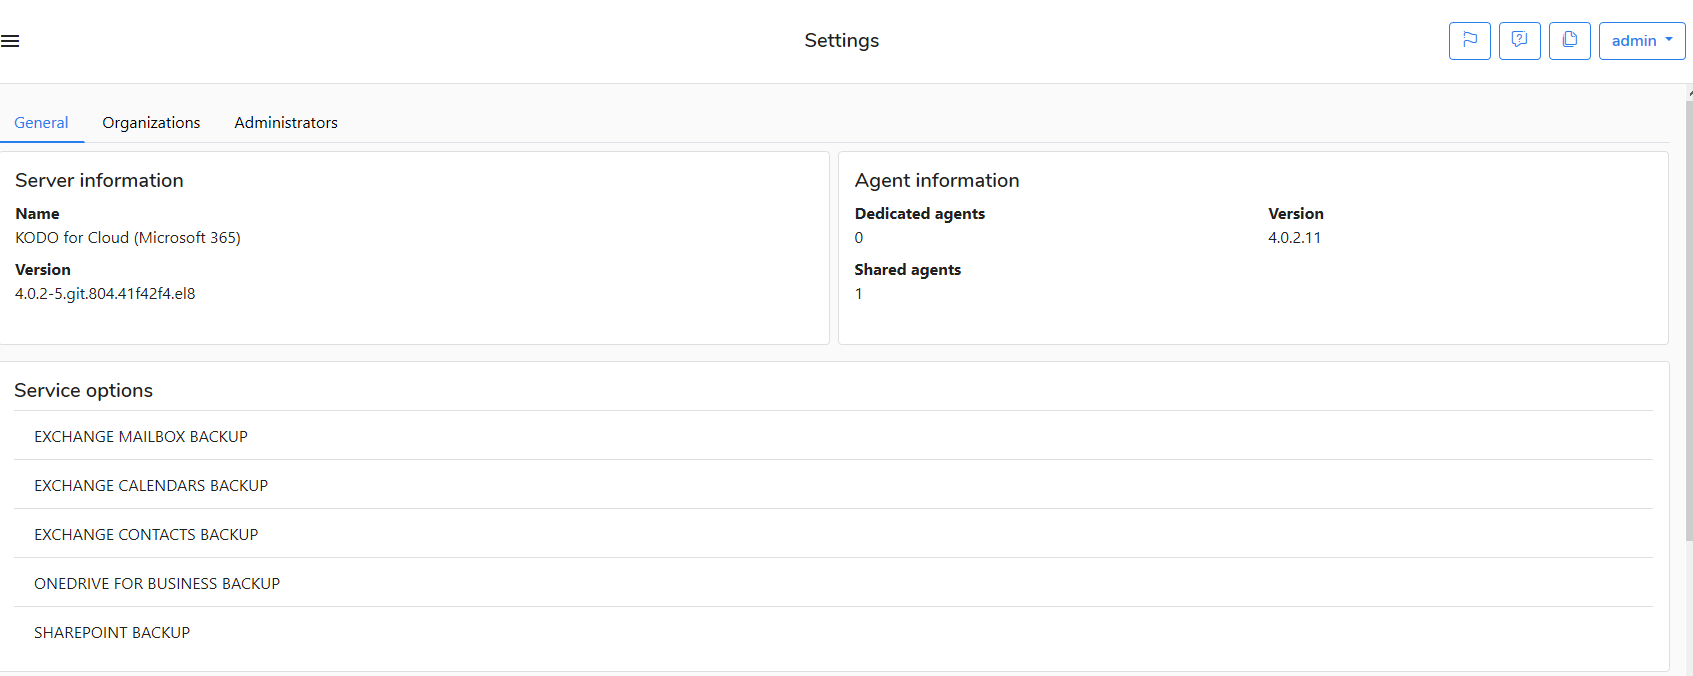 Settings
admin
General Organizations Administrators
Server information
Name
KODO for Cloud (Microsoft 365)
Version
4.0.2-5.git.804.41f42f4.el8
Agent information
Dedicated agents
0
Version
4.0.2.11
Shared agents
1
Service options
EXCHANGE MAILBOX BACKUP
EXCHANGE CALENDARS BACKUP
EXCHANGE CONTACTS BACKUP
ONEDRIVE FOR BUSINESS BACKUP
SHAREPOINT BACKUP